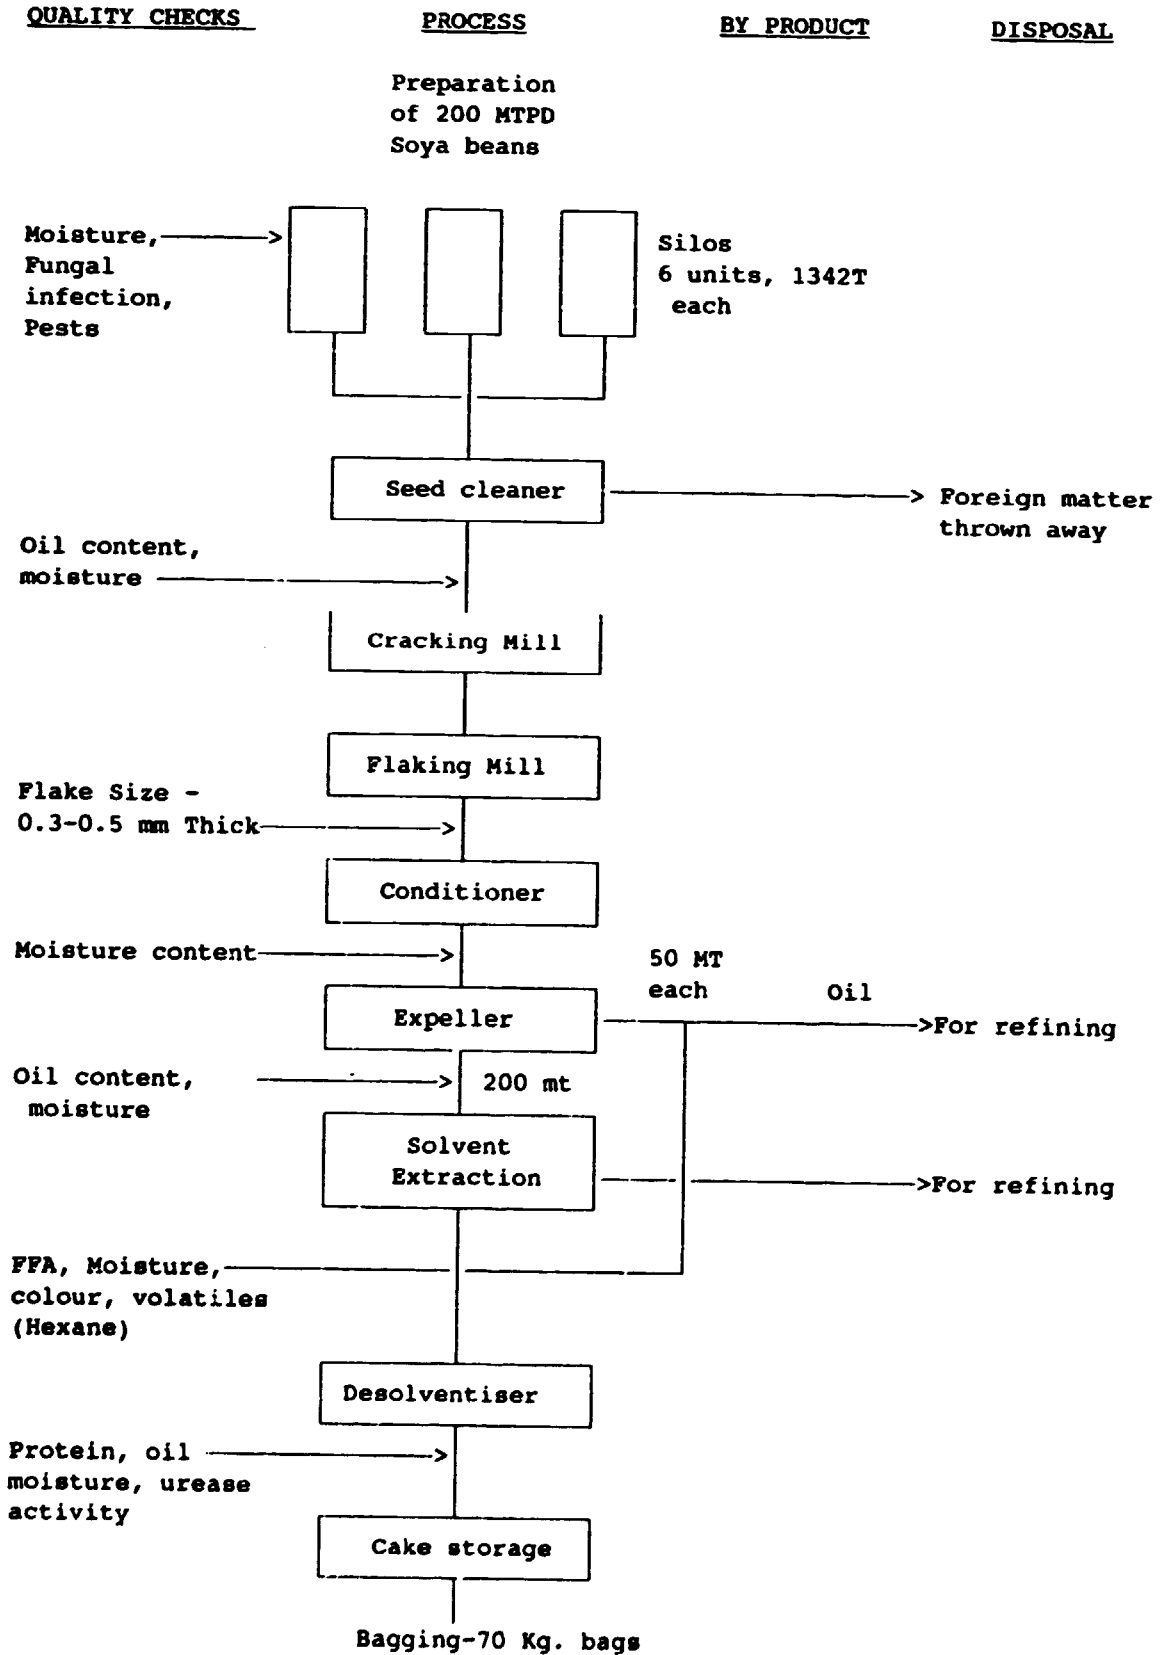 QUALITY CHECKS
PROCESS
BY PRODUCT
DISPOSAL
Preparation
of 200 MTPD
Soya beans
Moisture,
Fungal
infection,
Pests
Silos
6 units, 1342T
each
Seed cleaner
Foreign matter
thrown away
Oil content,
moisture
Cracking Mill
Flaking Mill
Flake Size -
0.3-0.5 mm Thick
Conditioner
Moisture content
50 MT
each
Oil
Expeller
For refining
Oil content,
moisture
200 mt
Solvent
Extraction
For refining
FFA, Moisture,
colour, volatiles
(Hexane)
Desolventiser
Protein, oil
moisture, urease
activity
Cake storage
Bagging-70 Kg. bags